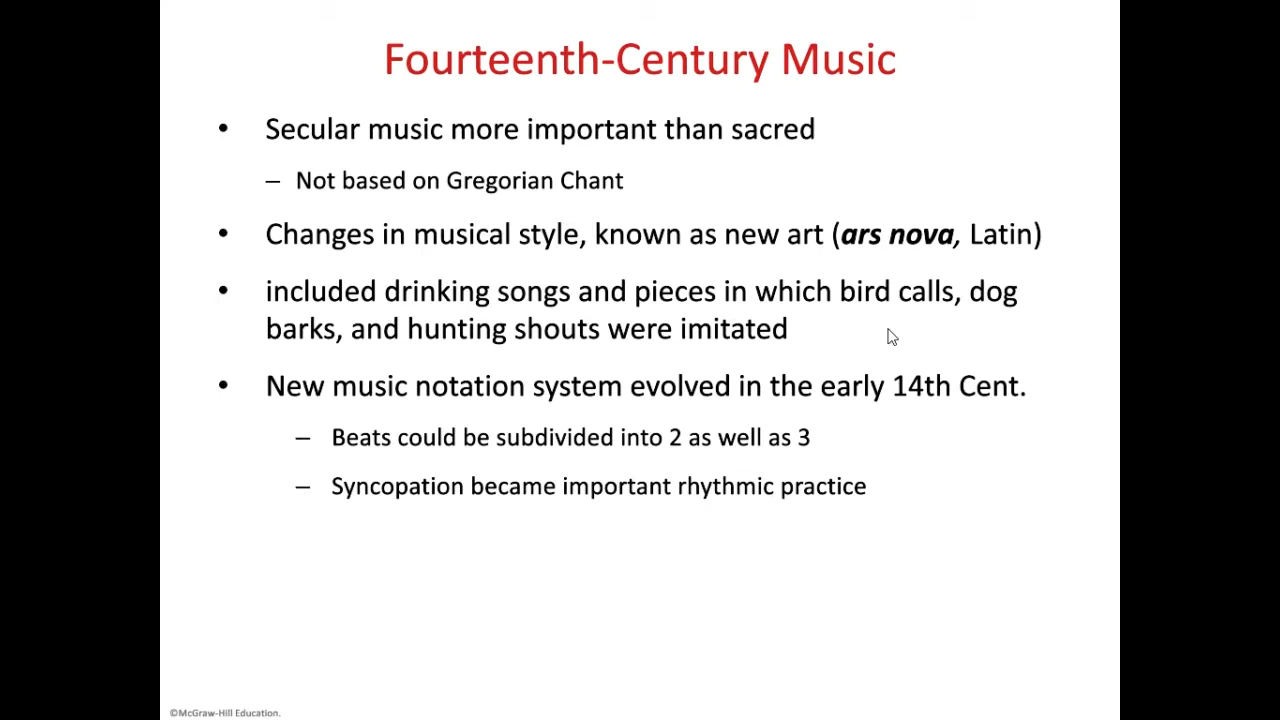 Fourteenth-Century Music
• Secular music more important than sacred
– Not based on Gregorian Chant
• Changes in musical style, known as new art (ars nova, Latin)
• included drinking songs and pieces in which bird calls, dog
barks, and hunting shouts were imitated
• New music notation system evolved in the early 14th Cent.
– Beats could be subdivided into 2 as well as 3
– Syncopation became important rhythmic practice
©McGraw-Hill Education.